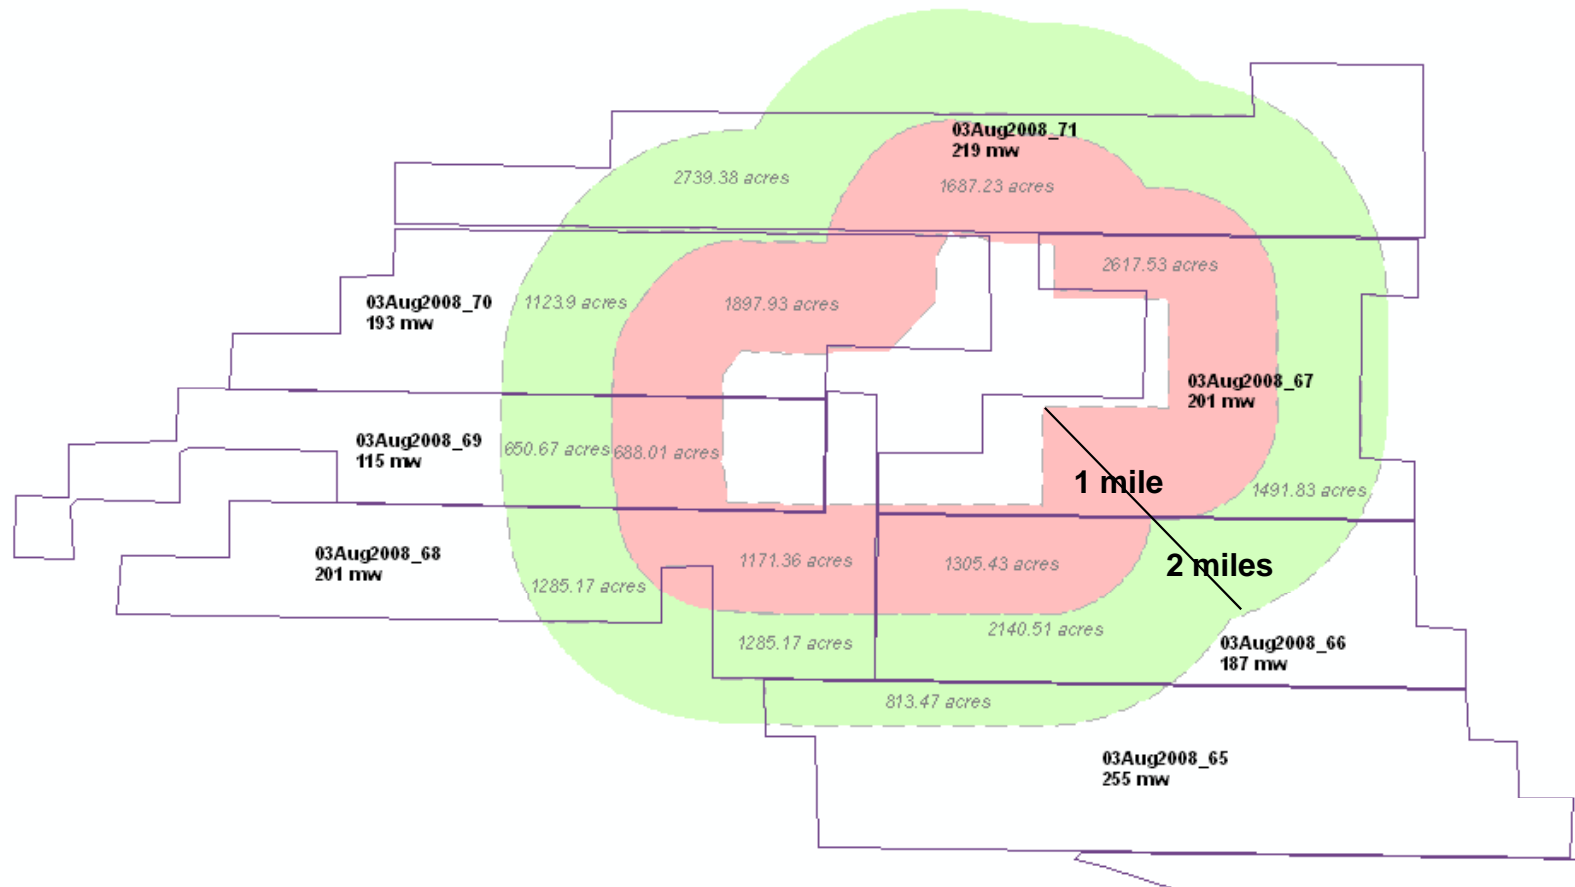 03Aug2008_71
219 mw
2739.38 acres
1687.23 acres
2617.53 acres
03Aug2008_70
193 mw
1123.9 acres
1897.93 acres
03Aug2008_67
201 mw
03Aug2008_69
115 mw
650.67 acres
688.01 acres
1 mile
1491.83 acres
03Aug2008_68
201 mw
1171.36 acres
1305.43 acres
2 miles
1285.17 acres
2140.51 acres
1285.17 acres
03Aug2008_66
187 mw
813.47 acres
03Aug2008_65
255 mw